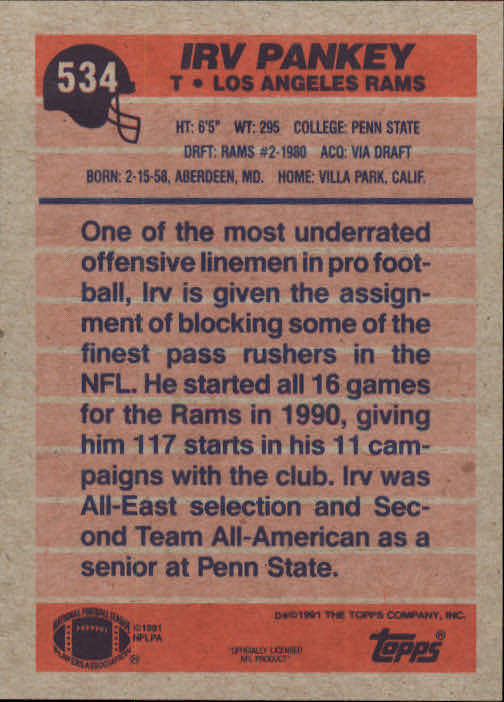 534
IRV PANKEY
T • LOS ANGELES RAMS
HT: 6'5" WT: 295 COLLEGE: PENN STATE
DRFT: RAMS #2-1980 ACQ: VIA DRAFT
BORN: 2-15-58, ABERDEEN, MD. HOME: VILLA PARK, CALIF.
One of the most underrated
offensive linemen in pro foot-
ball, Irv is given the assign-
ment of blocking some of the
finest pass rushers in the
NFL. He started all 16 games
for the Rams in 1990, giving
him 117 starts in his 11 cam-
paigns with the club. Irv was
All-East selection and Sec-
ond Team All-American as a
senior at Penn State.
NATIONAL FOOTBALL LEAGUE
PLAYERS ASSOCIATION ®
©1991
NFLPA
D✻©1991 THE TOPPS COMPANY, INC.
"OFFICIALLY LICENSED
NFL PRODUCT"
topps®